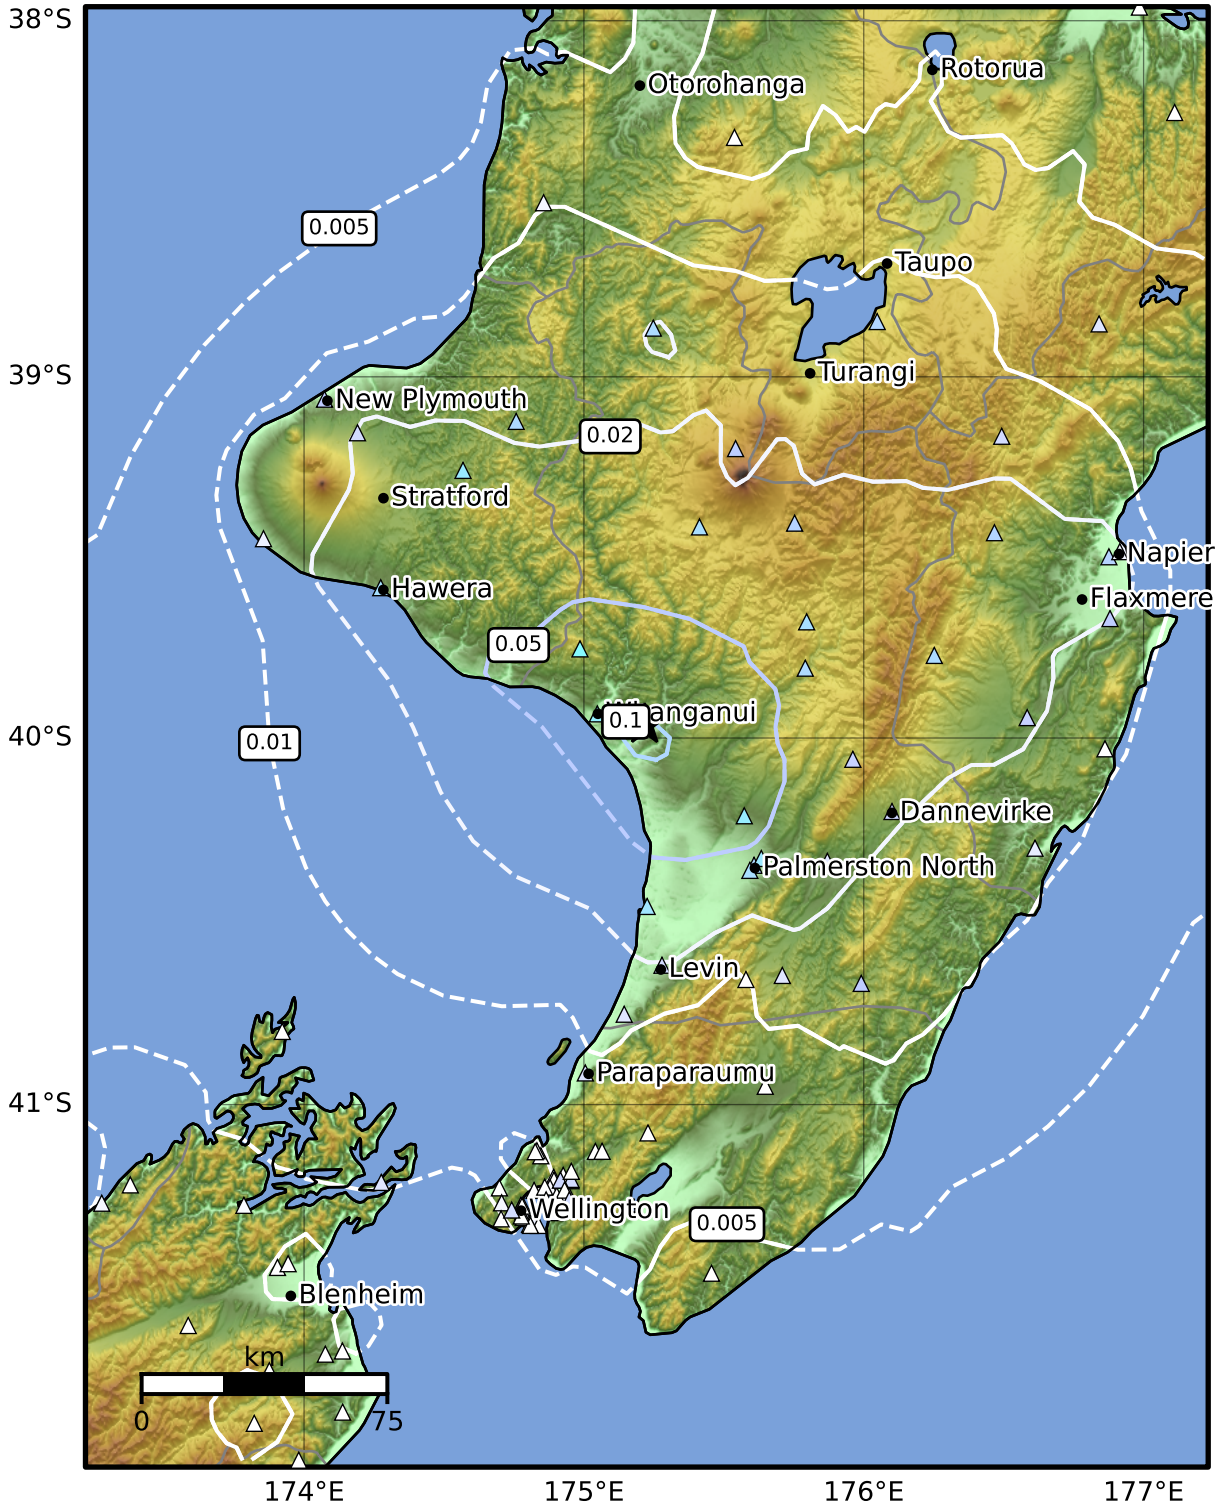 38°S
Otorohanga
Rotorua
0.005
Taupo
39°S
Turangi
New Plymouth
0.02
Stratford
Napier
Hawera
Flaxmere
0.05
0.1
40°S
0.01
Dannevirke
Palmerston North
Levin
Paraparaumu
41°S
Wellington
0.005
Blenheim
km
0 75
174°E 175°E 176°E 177°E